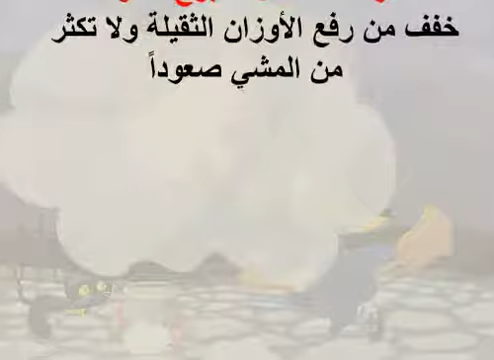 خفف من رفع الأوزان الثقيلة ولا تكثر
من المشي صعوداً